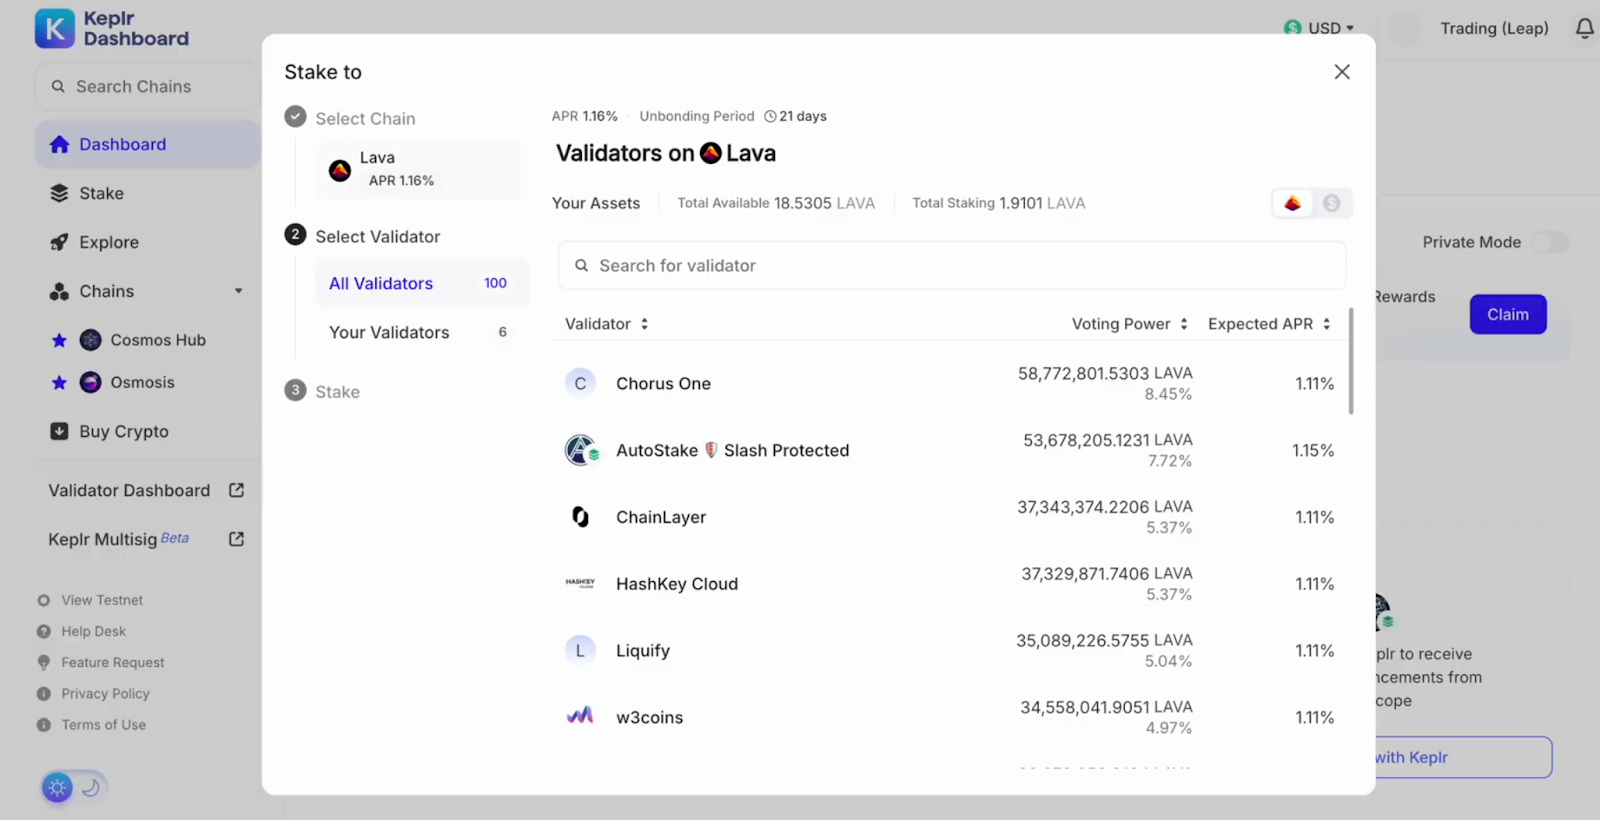 Keplr
Dashboard
Search Chains
Dashboard
Stake
Explore
Chains
Cosmos Hub
Osmosis
Buy Crypto
Validator Dashboard
Keplr Multisig Beta
View Testnet
Help Desk
Feature Request
Privacy Policy
Terms of Use
USD
Trading (Leap)
Stake to
Select Chain
Lava
APR 1.16%
2 Select Validator
All Validators 100
Your Validators 6
3 Stake
APR 1.16% · Unbonding Period 21 days
Validators on Lava
Your Assets Total Available 18.5305 LAVA Total Staking 1.9101 LAVA
Search for validator
Validator Voting Power Expected APR
C Chorus One 58,772,801.5303 LAVA 1.11%
8.45%
AutoStake Slash Protected 53,678,205.1231 LAVA 1.15%
7.72%
ChainLayer 37,343,374.2206 LAVA 1.11%
5.37%
HASHKEY HashKey Cloud 37,329,871.7406 LAVA 1.11%
5.37%
L Liquify 35,089,226.5755 LAVA 1.11%
5.04%
w3coins 34,558,041.9051 LAVA 1.11%
4.97%
Private Mode
Rewards
Claim
plr to receive
ncements from
cope
with Keplr